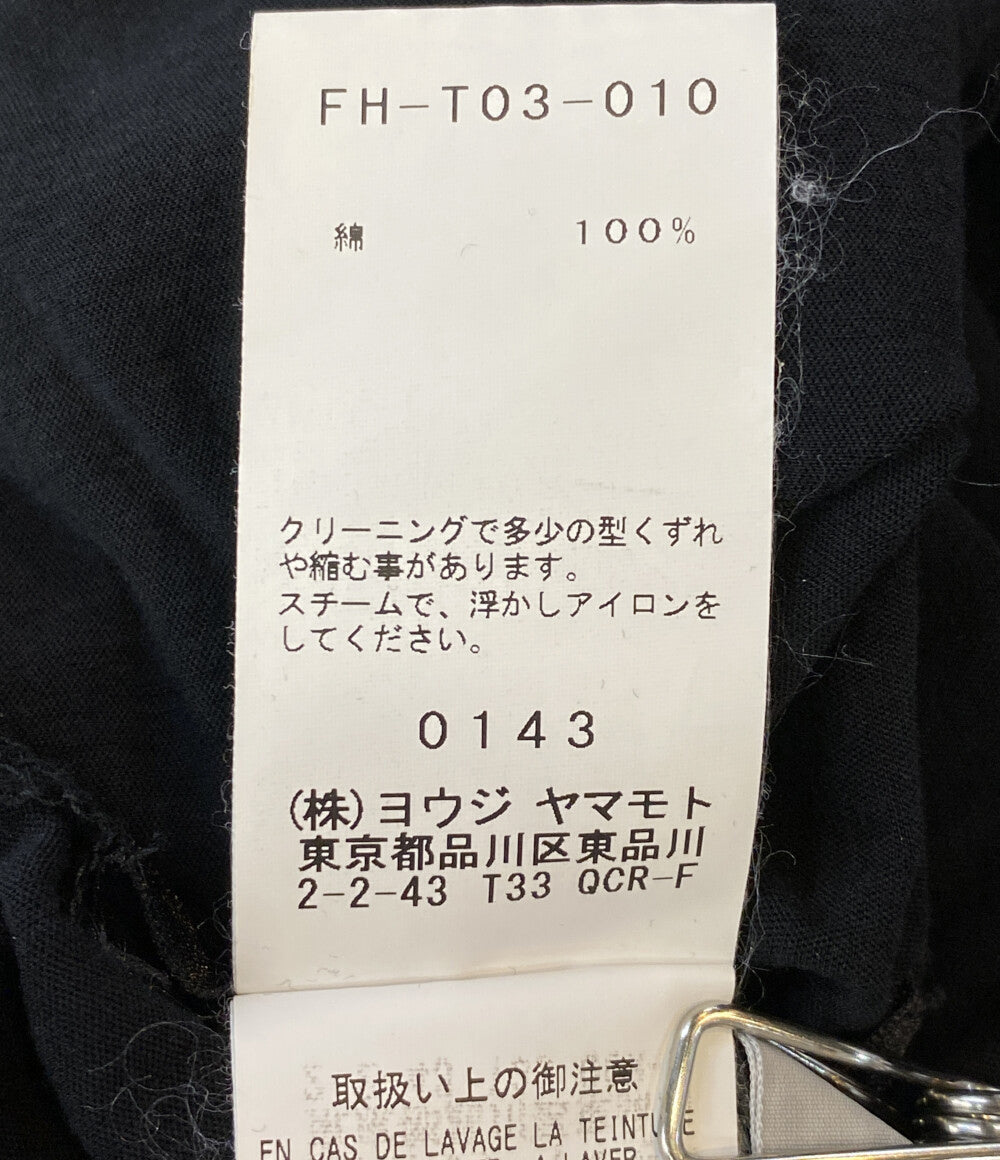 FH-T03-010
綿 100%
クリーニングで多少の型くずれ
や縮む事があります。
スチームで、浮かしアイロンを
してください。
0143
(株)ヨウジ ヤマモト
東京都品川区東品川
2-2-43 T33 QCR-F
取扱い上の御注意
EN CAS DE LAVAGE LA